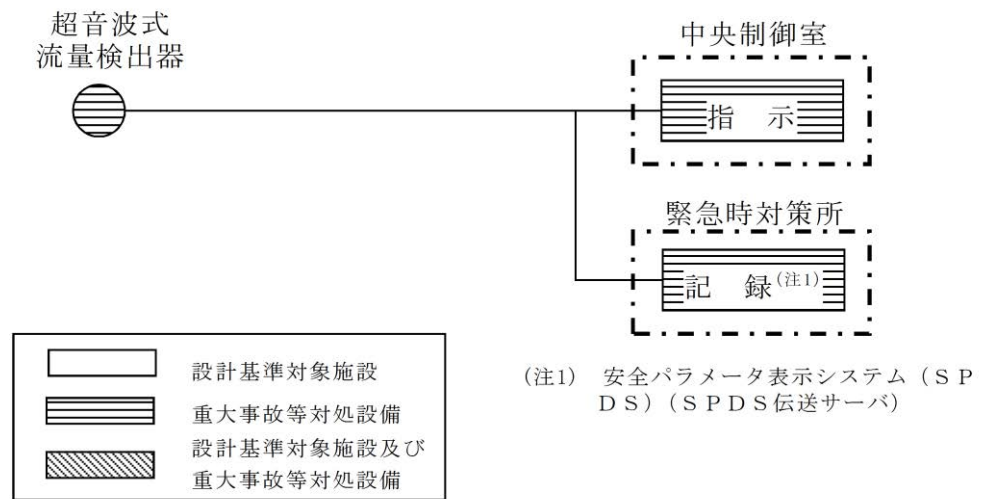 超音波式
流量検出器
中央制御室
指　示
緊急時対策所
記　録(注1)
設計基準対象施設
重大事故等対処設備
設計基準対象施設及び
重大事故等対処設備
(注1)　安全パラメータ表示システム（ＳＰ
ＤＳ）（ＳＰＤＳ伝送サーバ）